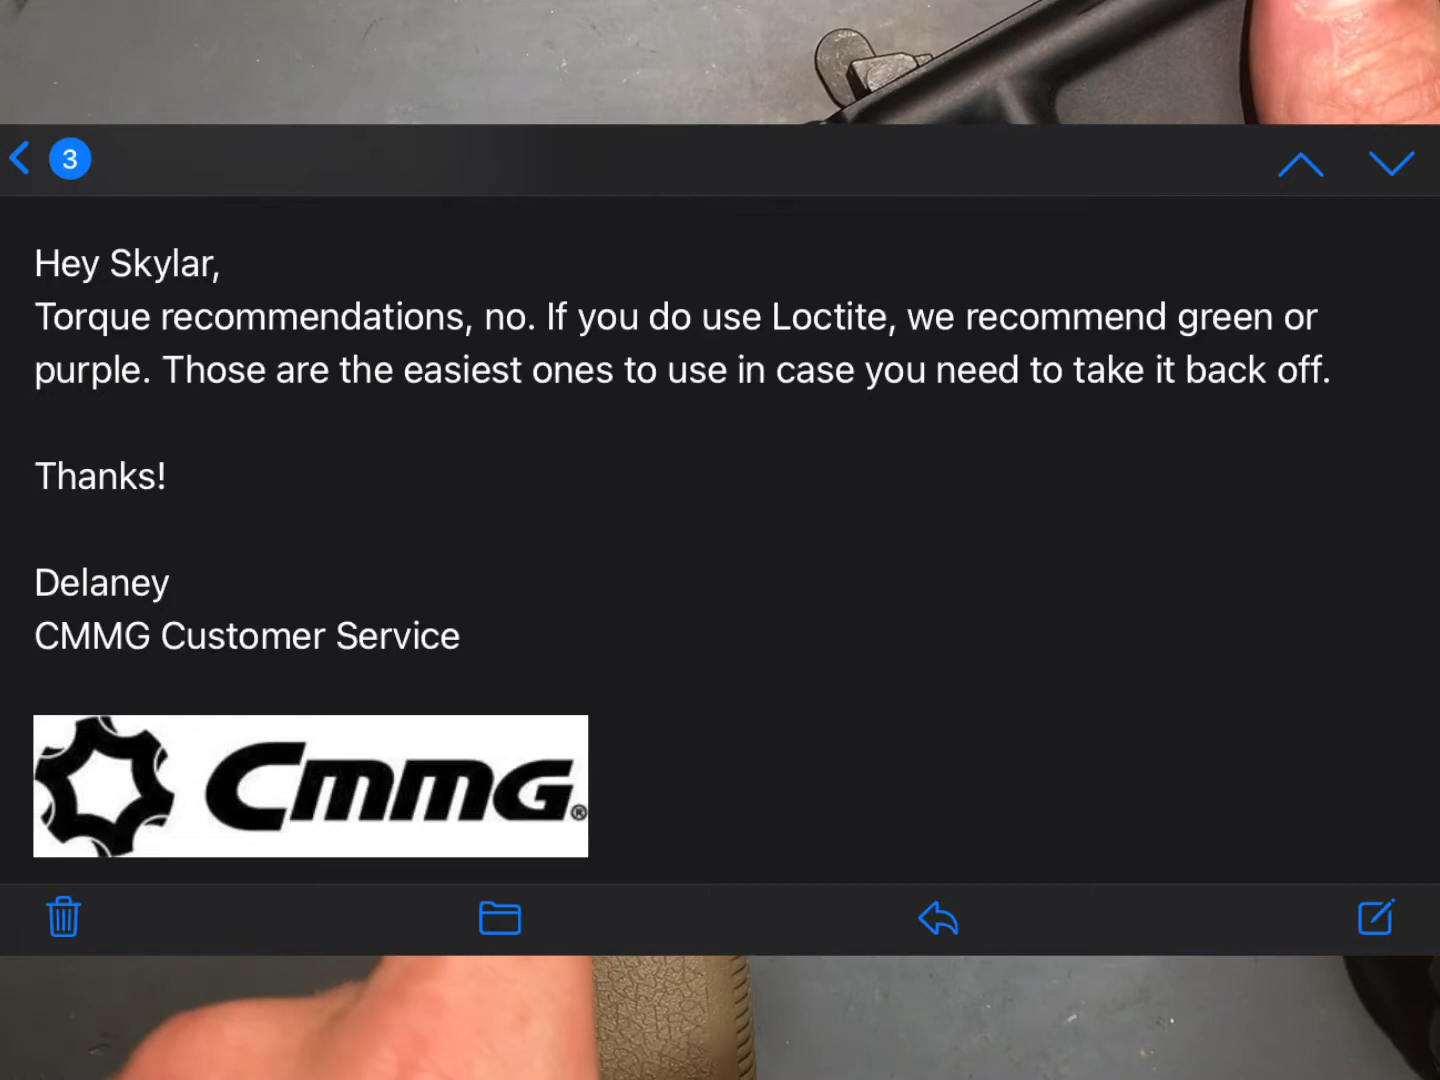 3
Hey Skylar,
Torque recommendations, no. If you do use Loctite, we recommend green or
purple. Those are the easiest ones to use in case you need to take it back off.
Thanks!
Delaney
CMMG Customer Service
CMMG®